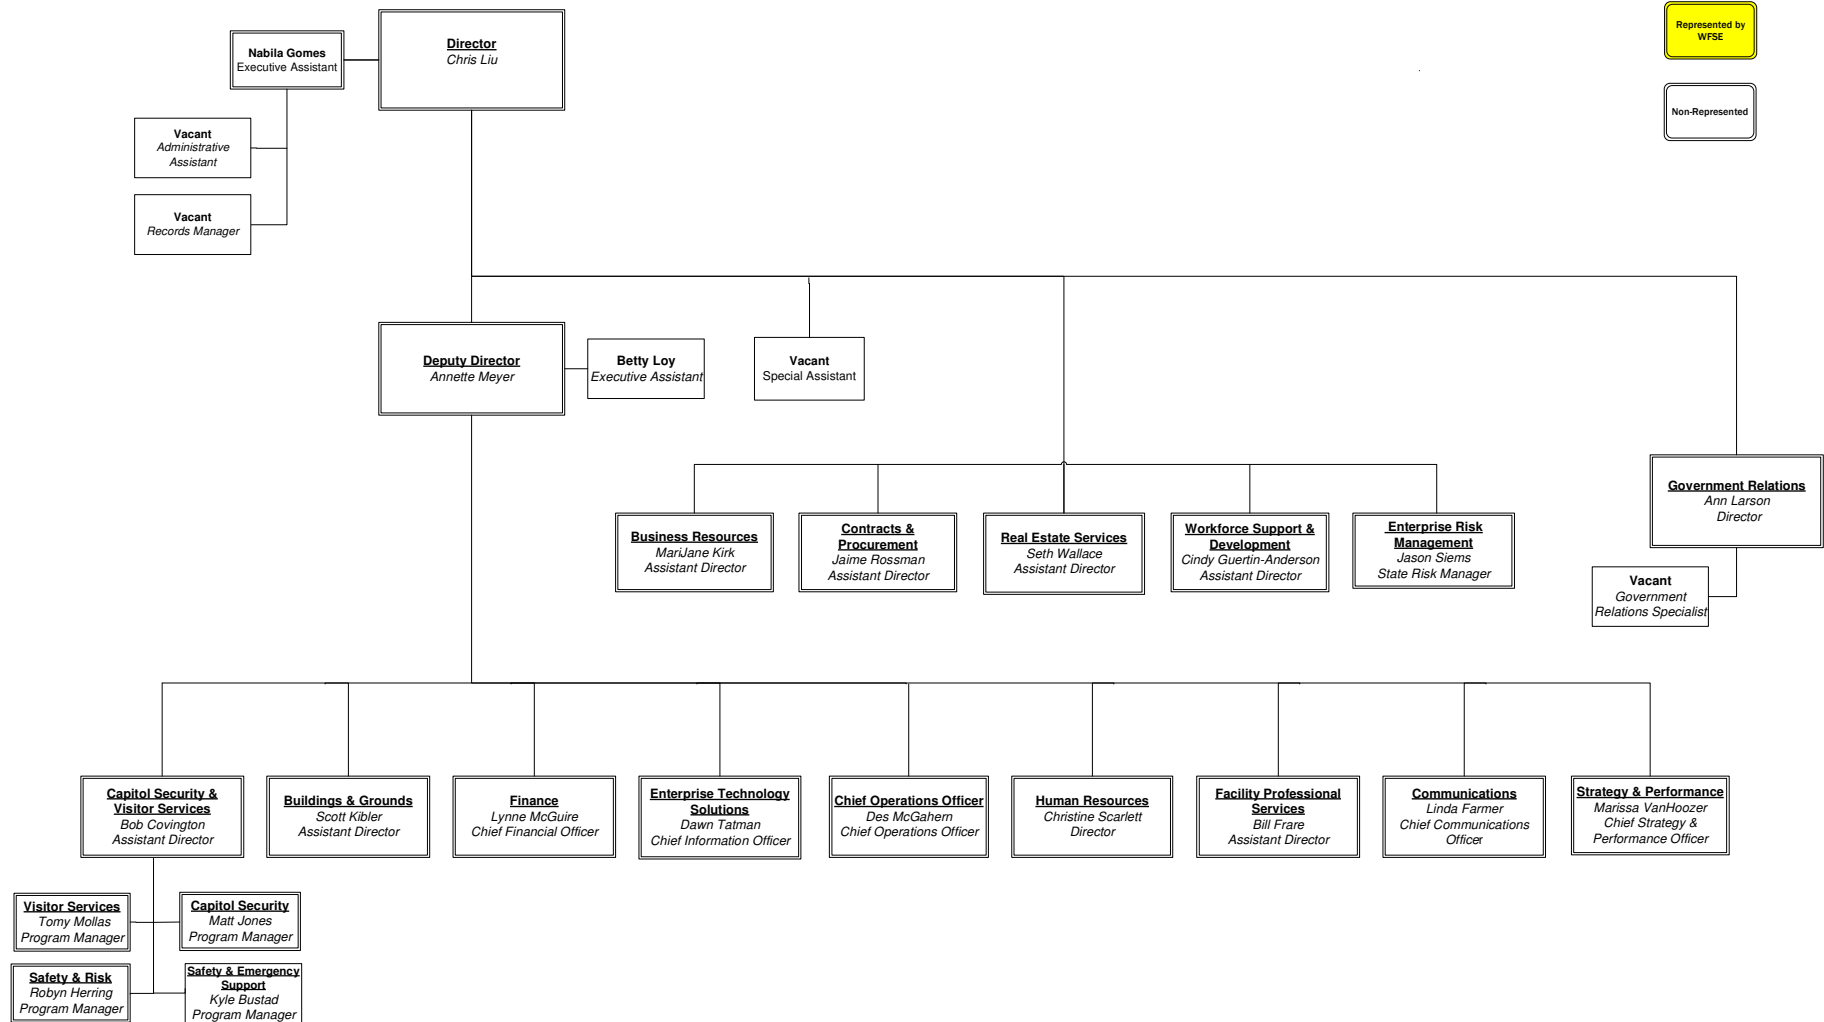 Represented by
WFSE
Non-Represented
Director
Chris Liu
Nabila Gomes
Executive Assistant
Vacant
Administrative
Assistant
Vacant
Records Manager
Deputy Director
Annette Meyer
Betty Loy
Executive Assistant
Vacant
Special Assistant
Business Resources
MariJane Kirk
Assistant Director
Contracts &
Procurement
Jaime Rossman
Assistant Director
Real Estate Services
Seth Wallace
Assistant Director
Workforce Support &
Development
Cindy Guertin-Anderson
Assistant Director
Enterprise Risk
Management
Jason Siems
State Risk Manager
Government Relations
Ann Larson
Director
Vacant
Government
Relations Specialist
Capitol Security &
Visitor Services
Bob Covington
Assistant Director
Buildings & Grounds
Scott Kibler
Assistant Director
Finance
Lynne McGuire
Chief Financial Officer
Enterprise Technology
Solutions
Dawn Tatman
Chief Information Officer
Chief Operations Officer
Des McGahern
Chief Operations Officer
Human Resources
Christine Scarlett
Director
Facility Professional
Services
Bill Frare
Assistant Director
Communications
Linda Farmer
Chief Communications
Officer
Strategy & Performance
Marissa VanHoozer
Chief Strategy &
Performance Officer
Visitor Services
Tomy Mollas
Program Manager
Capitol Security
Matt Jones
Program Manager
Safety & Risk
Robyn Herring
Program Manager
Safety & Emergency
Support
Kyle Bustad
Program Manager